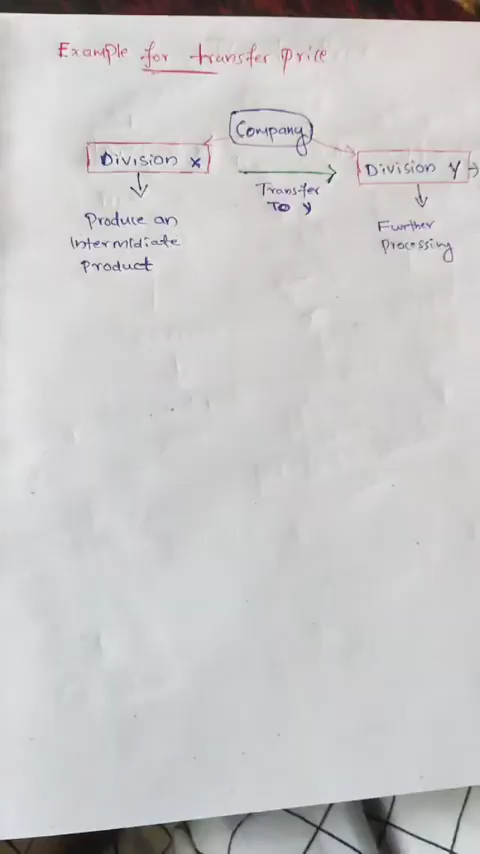 Example for transfer price
Company
Division X
Division Y →
Transfer
TO Y
Produce an
Intermidiate
Product
Further
Processing